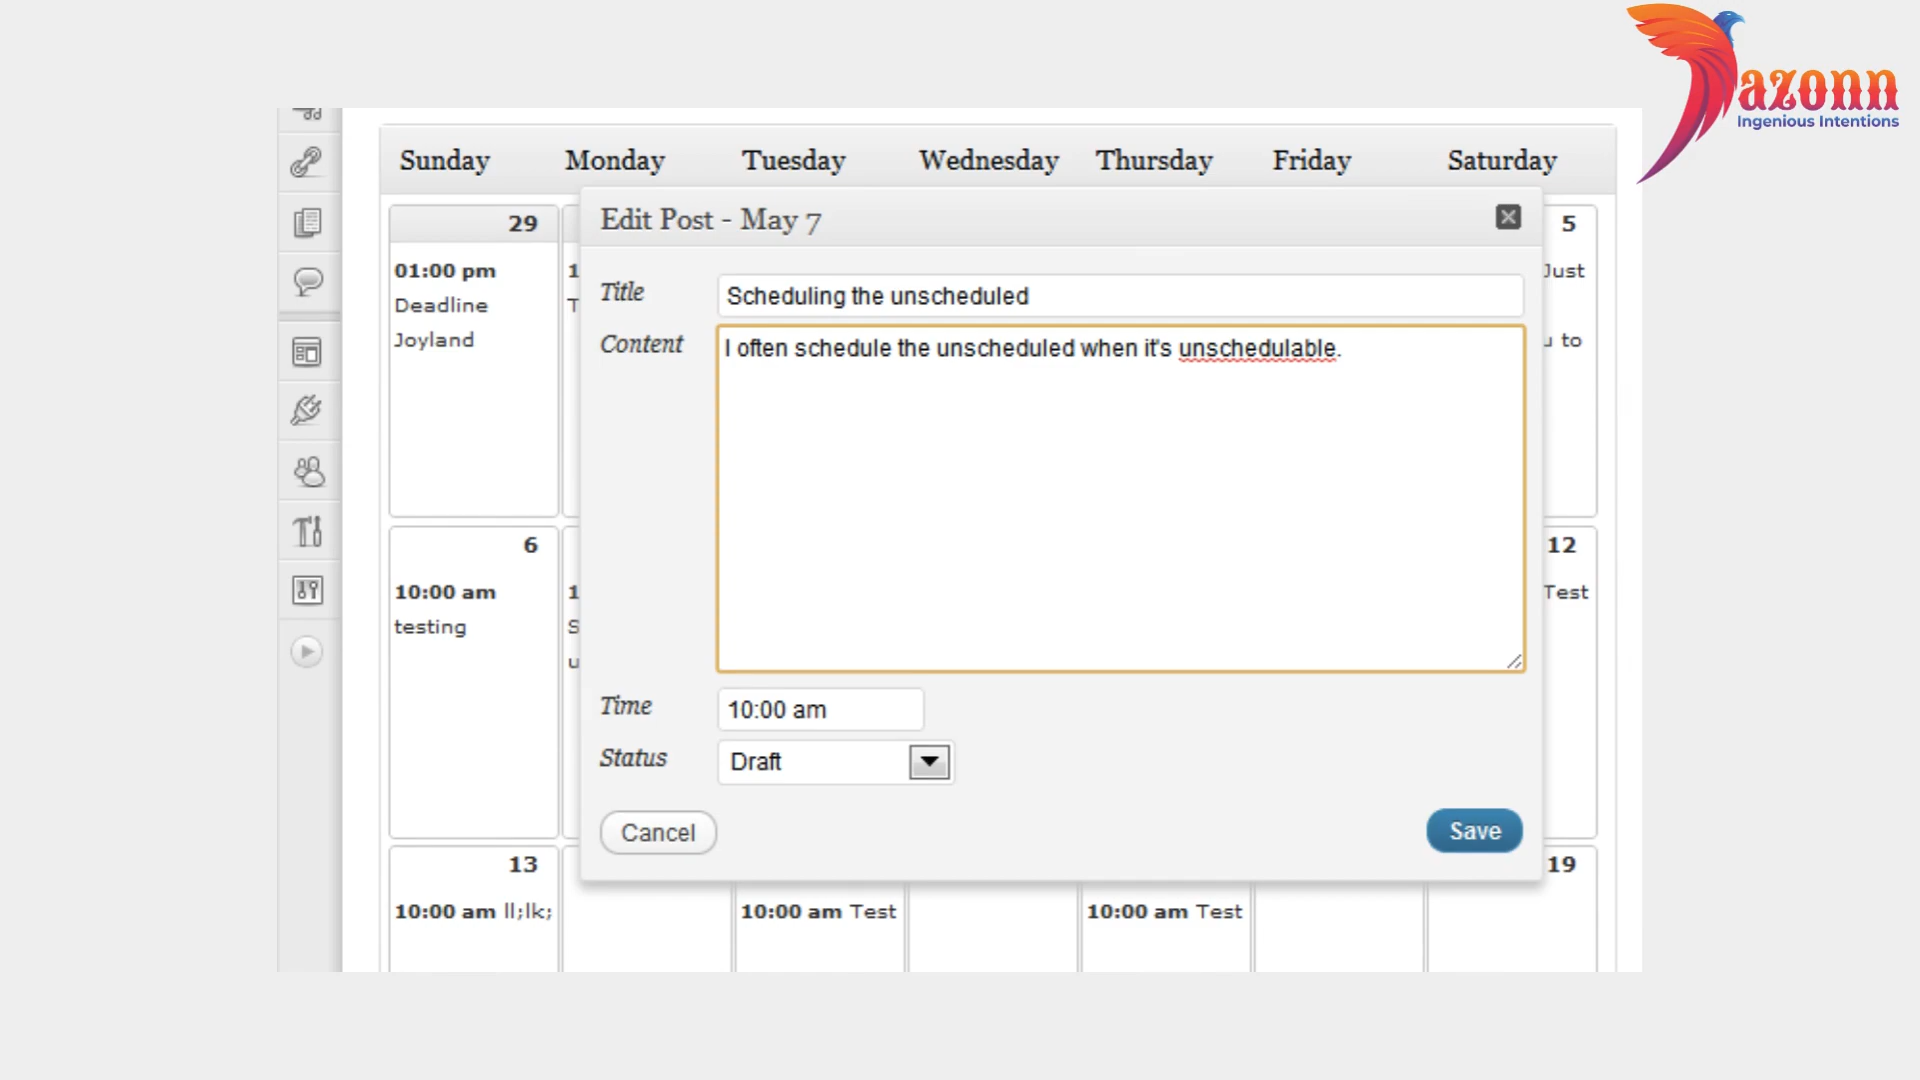 azonn
Ingenious Intentions
Sunday Monday Tuesday Wednesday Thursday Friday Saturday
Edit Post - May 7
29
5
01:00 pm
Deadline
Joyland
1
T
Just
u to
Title
Scheduling the unscheduled
Content
I often schedule the unscheduled when it's unschedulable.
6
12
10:00 am
testing
1
S
u
Test
Time
10:00 am
Status
Draft
Cancel
Save
13
19
10:00 am ll;lk;
10:00 am Test
10:00 am Test